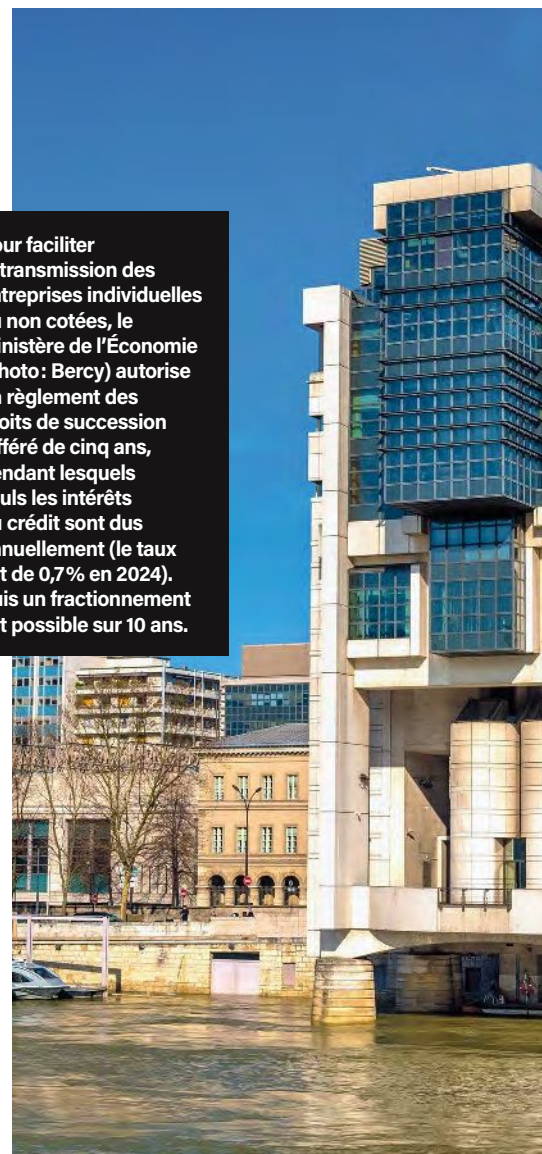 our faciliter
transmission des
treprises individuelles
non cotées, le
inistère de l'Économie
hoto : Bercy) autorise
règlement des
oits de succession
fféré de cinq ans,
endant lesquels
uls les intérêts
u crédit sont dus
nnuellement (le taux
t de 0,7% en 2024).
uis un fractionnement
t possible sur 10 ans.